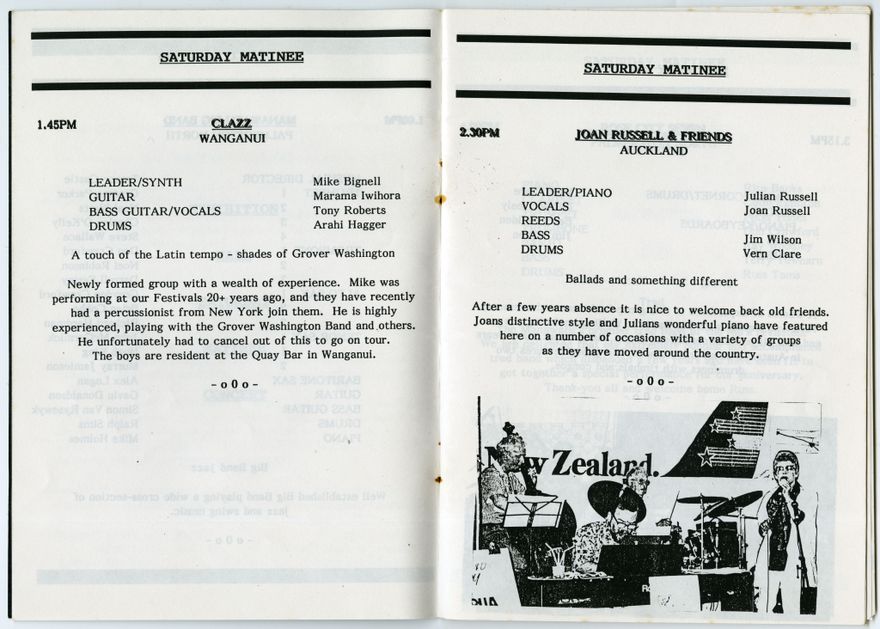 SATURDAY MATINEE
1.45PM
CLAZZ
WANGANUI
LEADER/SYNTH Mike Bignell
GUITAR Marama Iwihora
BASS GUITAR/VOCALS Tony Roberts
DRUMS Arahi Hagger
A touch of the Latin tempo - shades of Grover Washington
Newly formed group with a wealth of experience. Mike was
performing at our Festivals 20+ years ago, and they have recently
had a percussionist from New York join them. He is highly
experienced, playing with the Grover Washington Band and others.
He unfortunately had to cancel out of this to go on tour.
The boys are resident at the Quay Bar in Wanganui.
-o0o-
SATURDAY MATINEE
2.30PM
JOAN RUSSELL & FRIENDS
AUCKLAND
LEADER/PIANO Julian Russell
VOCALS Joan Russell
REEDS
BASS Jim Wilson
DRUMS Vern Clare
Ballads and something different
After a few years absence it is nice to welcome back old friends.
Joans distinctive style and Julians wonderful piano have featured
here on a number of occasions with a variety of groups
as they have moved around the country.
-o0o-
New Zealand.